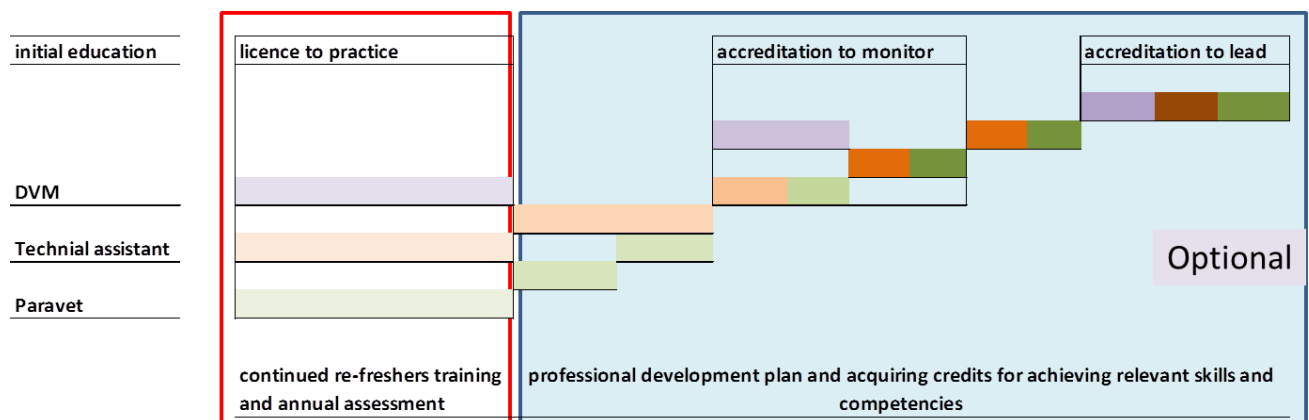 initial education
licence to practice
accreditation to monitor
accreditation to lead
DVM
Technial assistant
Optional
Paravet
continued re-freshers training
and annual assessment
professional development plan and acquiring credits for achieving relevant skills and
competencies